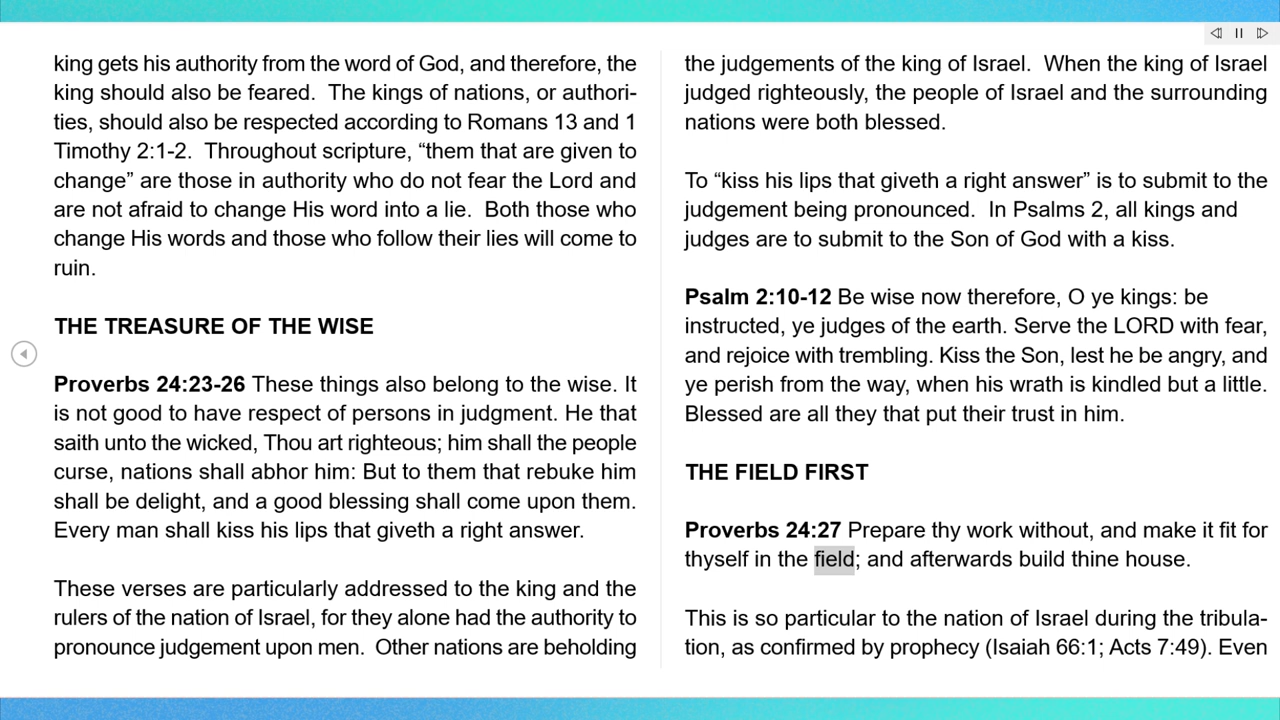 king gets his authority from the word of God, and therefore, the
king should also be feared.  The kings of nations, or authori-
ties, should also be respected according to Romans 13 and 1
Timothy 2:1-2.  Throughout scripture, “them that are given to
change” are those in authority who do not fear the Lord and
are not afraid to change His word into a lie.  Both those who
change His words and those who follow their lies will come to
ruin.
THE TREASURE OF THE WISE
Proverbs 24:23-26 These things also belong to the wise. It
is not good to have respect of persons in judgment. He that
saith unto the wicked, Thou art righteous; him shall the people
curse, nations shall abhor him: But to them that rebuke him
shall be delight, and a good blessing shall come upon them.
Every man shall kiss his lips that giveth a right answer.
These verses are particularly addressed to the king and the
rulers of the nation of Israel, for they alone had the authority to
pronounce judgement upon men.  Other nations are beholding
the judgements of the king of Israel.  When the king of Israel
judged righteously, the people of Israel and the surrounding
nations were both blessed.
To “kiss his lips that giveth a right answer” is to submit to the
judgement being pronounced.  In Psalms 2, all kings and
judges are to submit to the Son of God with a kiss.
Psalm 2:10-12 Be wise now therefore, O ye kings: be
instructed, ye judges of the earth. Serve the LORD with fear,
and rejoice with trembling. Kiss the Son, lest he be angry, and
ye perish from the way, when his wrath is kindled but a little.
Blessed are all they that put their trust in him.
THE FIELD FIRST
Proverbs 24:27 Prepare thy work without, and make it fit for
thyself in the field; and afterwards build thine house.
This is so particular to the nation of Israel during the tribula-
tion, as confirmed by prophecy (Isaiah 66:1; Acts 7:49). Even